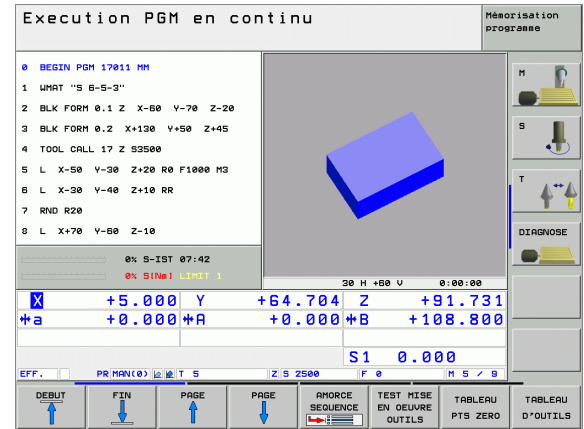 Execution PGM en continu
Mémorisation
programme
0 BEGIN PGM 17011 MM
1 WMAT "S 6-5-3"
2 BLK FORM 0.1 Z X-60 Y-70 Z-20
3 BLK FORM 0.2 X+130 Y+50 Z+45
4 TOOL CALL 17 Z S3500
5 L X-50 Y-30 Z+20 R0 F1000 M3
6 L X-30 Y-40 Z+10 RR
7 RND R20
8 L X+70 Y-60 Z-10
M
S
T
DIAGNOSE
0% S-IST 07:42
0% S[Nm] LIMIT 1
30 H +60 V 0:00:00
X +5.000 Y +64.704 Z +91.731
a +0.000 A +0.000 B +108.800
S1 0.000
EFF. PR MAN(0) T 5 Z S 2500 F 0 M 5 / 9
DEBUT
FIN
PAGE
PAGE
AMORCE
SEQUENCE
TEST MISE
EN OEUVRE
OUTILS
TABLEAU
PTS ZERO
TABLEAU
D'OUTILS